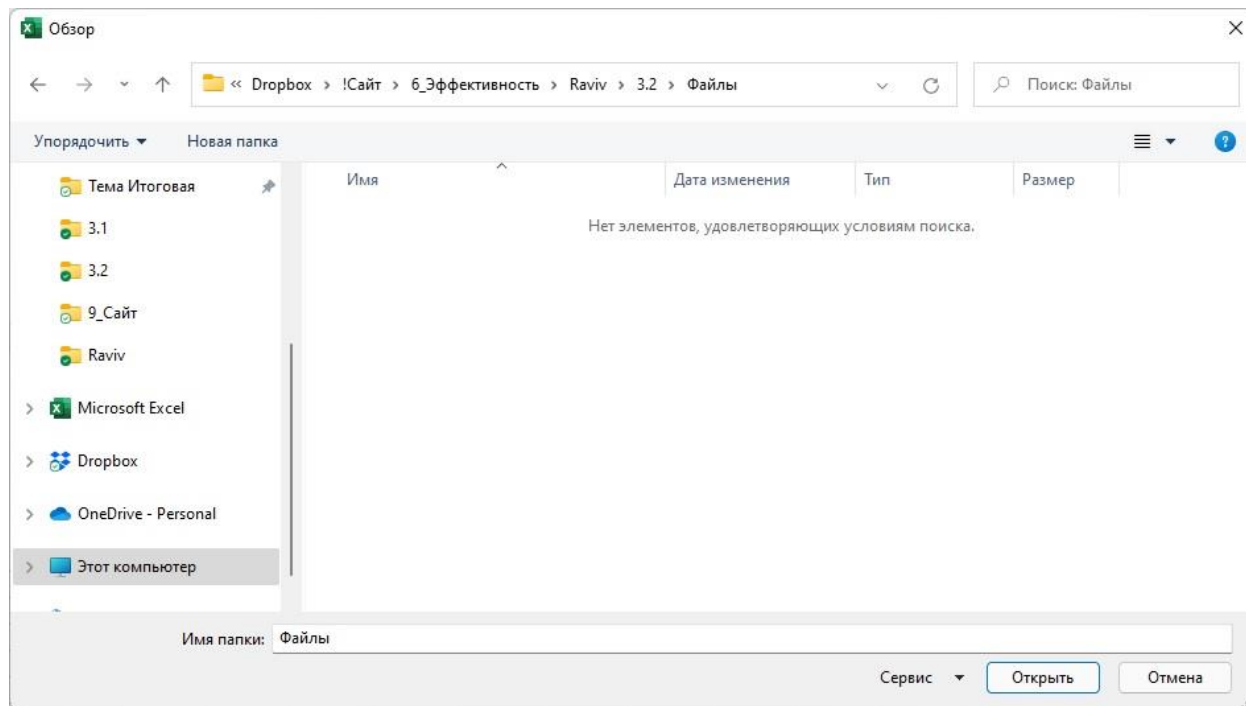 Обзор
« Dropbox > !Сайт > 6_Эффективность > Raviv > 3.2 > Файлы
Поиск: Файлы
Упорядочить
Новая папка
Имя
Дата изменения
Тип
Размер
Нет элементов, удовлетворяющих условиям поиска.
Тема Итоговая
3.1
3.2
9_Сайт
Raviv
Microsoft Excel
Dropbox
OneDrive - Personal
Этот компьютер
Имя папки: Файлы
Сервис
Открыть
Отмена